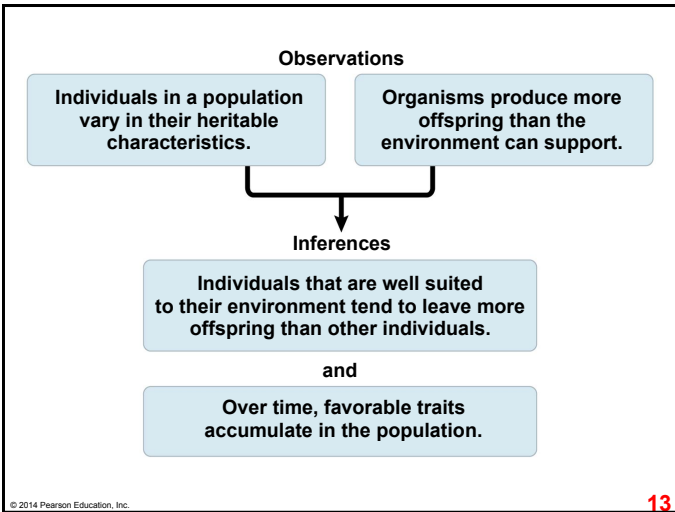 Observations
Individuals in a population
vary in their heritable
characteristics.
Organisms produce more
offspring than the
environment can support.
Inferences
Individuals that are well suited
to their environment tend to leave more
offspring than other individuals.
and
Over time, favorable traits
accumulate in the population.
© 2014 Pearson Education, Inc.
13